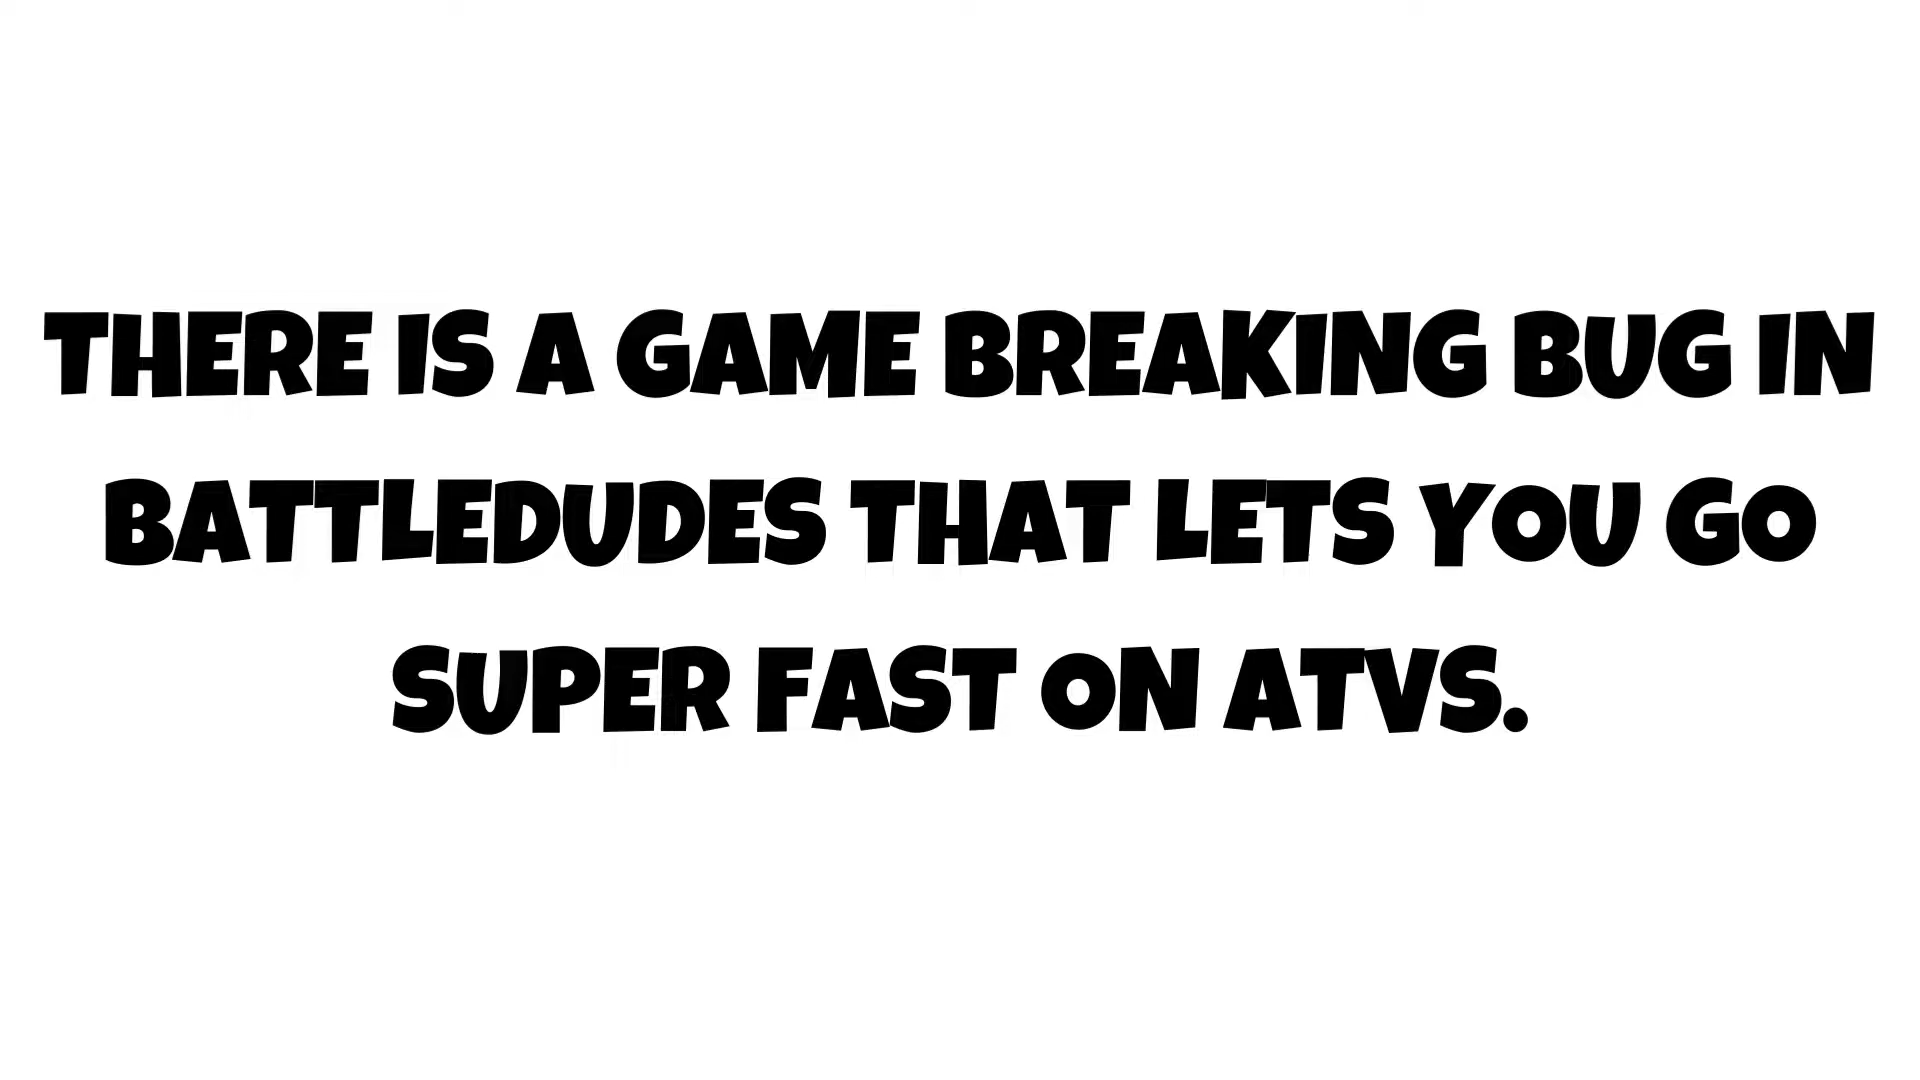 THERE IS A GAME BREAKING BUG IN
BATTLEDUDES THAT LETS YOU GO
SUPER FAST ON ATVS.